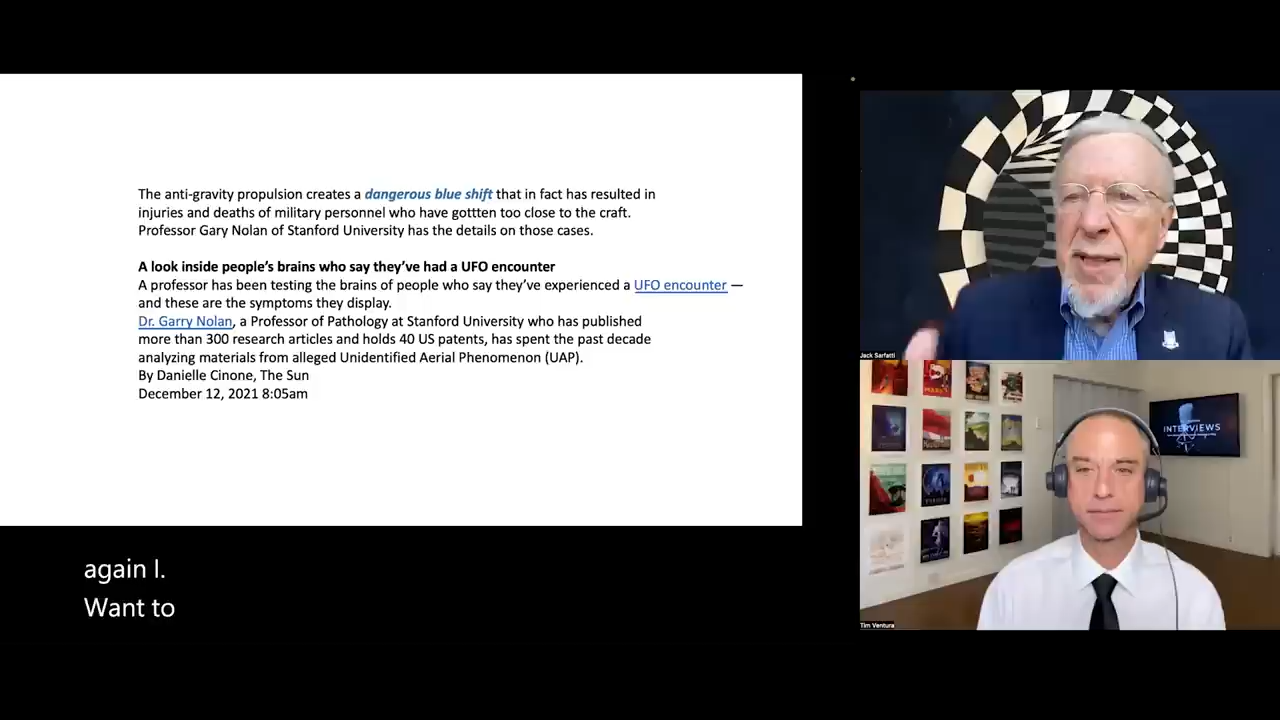 The anti-gravity propulsion creates a dangerous blue shift that in fact has resulted in
injuries and deaths of military personnel who have gottten too close to the craft.
Professor Gary Nolan of Stanford University has the details on those cases.
A look inside people's brains who say they've had a UFO encounter
A professor has been testing the brains of people who say they've experienced a UFO encounter —
and these are the symptoms they display.
Dr. Garry Nolan, a Professor of Pathology at Stanford University who has published
more than 300 research articles and holds 40 US patents, has spent the past decade
analyzing materials from alleged Unidentified Aerial Phenomenon (UAP).
By Danielle Cinone, The Sun
December 12, 2021 8:05am
again I.
Want to
Jack Sarfatti
INTERVIEWS
Tim Ventura